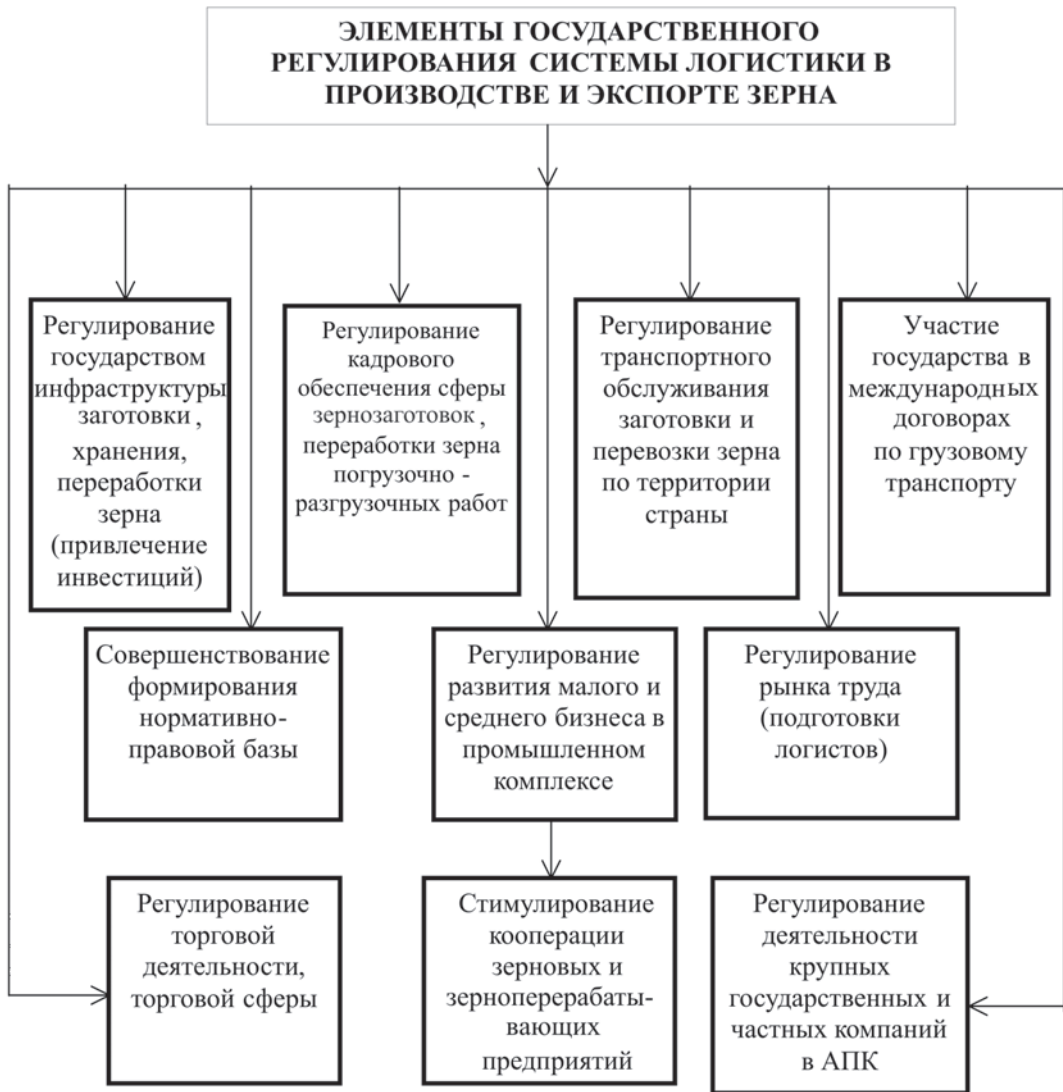 ЭЛЕМЕНТЫ ГОСУДАРСТВЕННОГО
РЕГУЛИРОВАНИЯ СИСТЕМЫ ЛОГИСТИКИ В
ПРОИЗВОДСТВЕ И ЭКСПОРТЕ ЗЕРНА
Регулирование
государством
инфраструктуры
заготовки ,
хранения,
переработки
зерна
(привлечение
инвестиций)
Регулирование
кадрового
обеспечения сферы
зернозаготовок ,
переработки зерна
погрузочно -
разгрузочных работ
Регулирование
транспортного
обслуживания
заготовки и
перевозки зерна
по территории
страны
Участие
государства в
международных
договорах
по грузовому
транспорту
Совершенствование
формирования
нормативно-
правовой базы
Регулирование
развития малого и
среднего бизнеса в
промышленном
комплексе
Регулирование
рынка труда
(подготовки
логистов)
Регулирование
торговой
деятельности,
торговой сферы
Стимулирование
кооперации
зерновых и
зерноперерабаты-
вающих
предприятий
Регулирование
деятельности
крупных
государственных и
частных компаний
в АПК